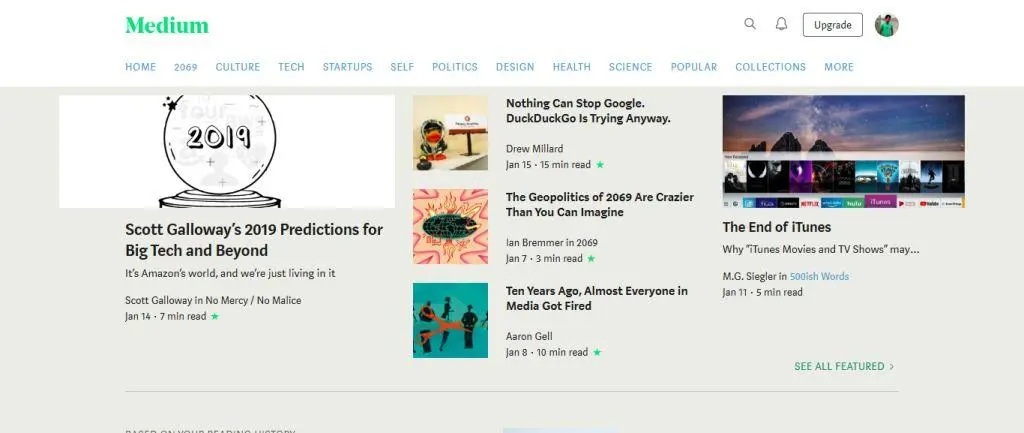 Medium
Upgrade
HOME 2069 CULTURE TECH STARTUPS SELF POLITICS DESIGN HEALTH SCIENCE POPULAR COLLECTIONS MORE
2019
Scott Galloway's 2019 Predictions for
Big Tech and Beyond
It's Amazon's world, and we're just living in it
Scott Galloway in No Mercy / No Malice
Jan 14 · 7 min read ★
Nothing Can Stop Google.
DuckDuckGo Is Trying Anyway.
Drew Millard
Jan 15 · 15 min read ★
The Geopolitics of 2069 Are Crazier
Than You Can Imagine
Ian Bremmer in 2069
Jan 7 · 3 min read ★
Ten Years Ago, Almost Everyone in
Media Got Fired
Aaron Gell
Jan 8 · 10 min read ★
NETFLIX hulu iTunes YouTube
The End of iTunes
Why "iTunes Movies and TV Shows" may…
M.G. Siegler in 500ish Words
Jan 11 · 5 min read
SEE ALL FEATURED >
BASED ON YOUR READING HISTORY